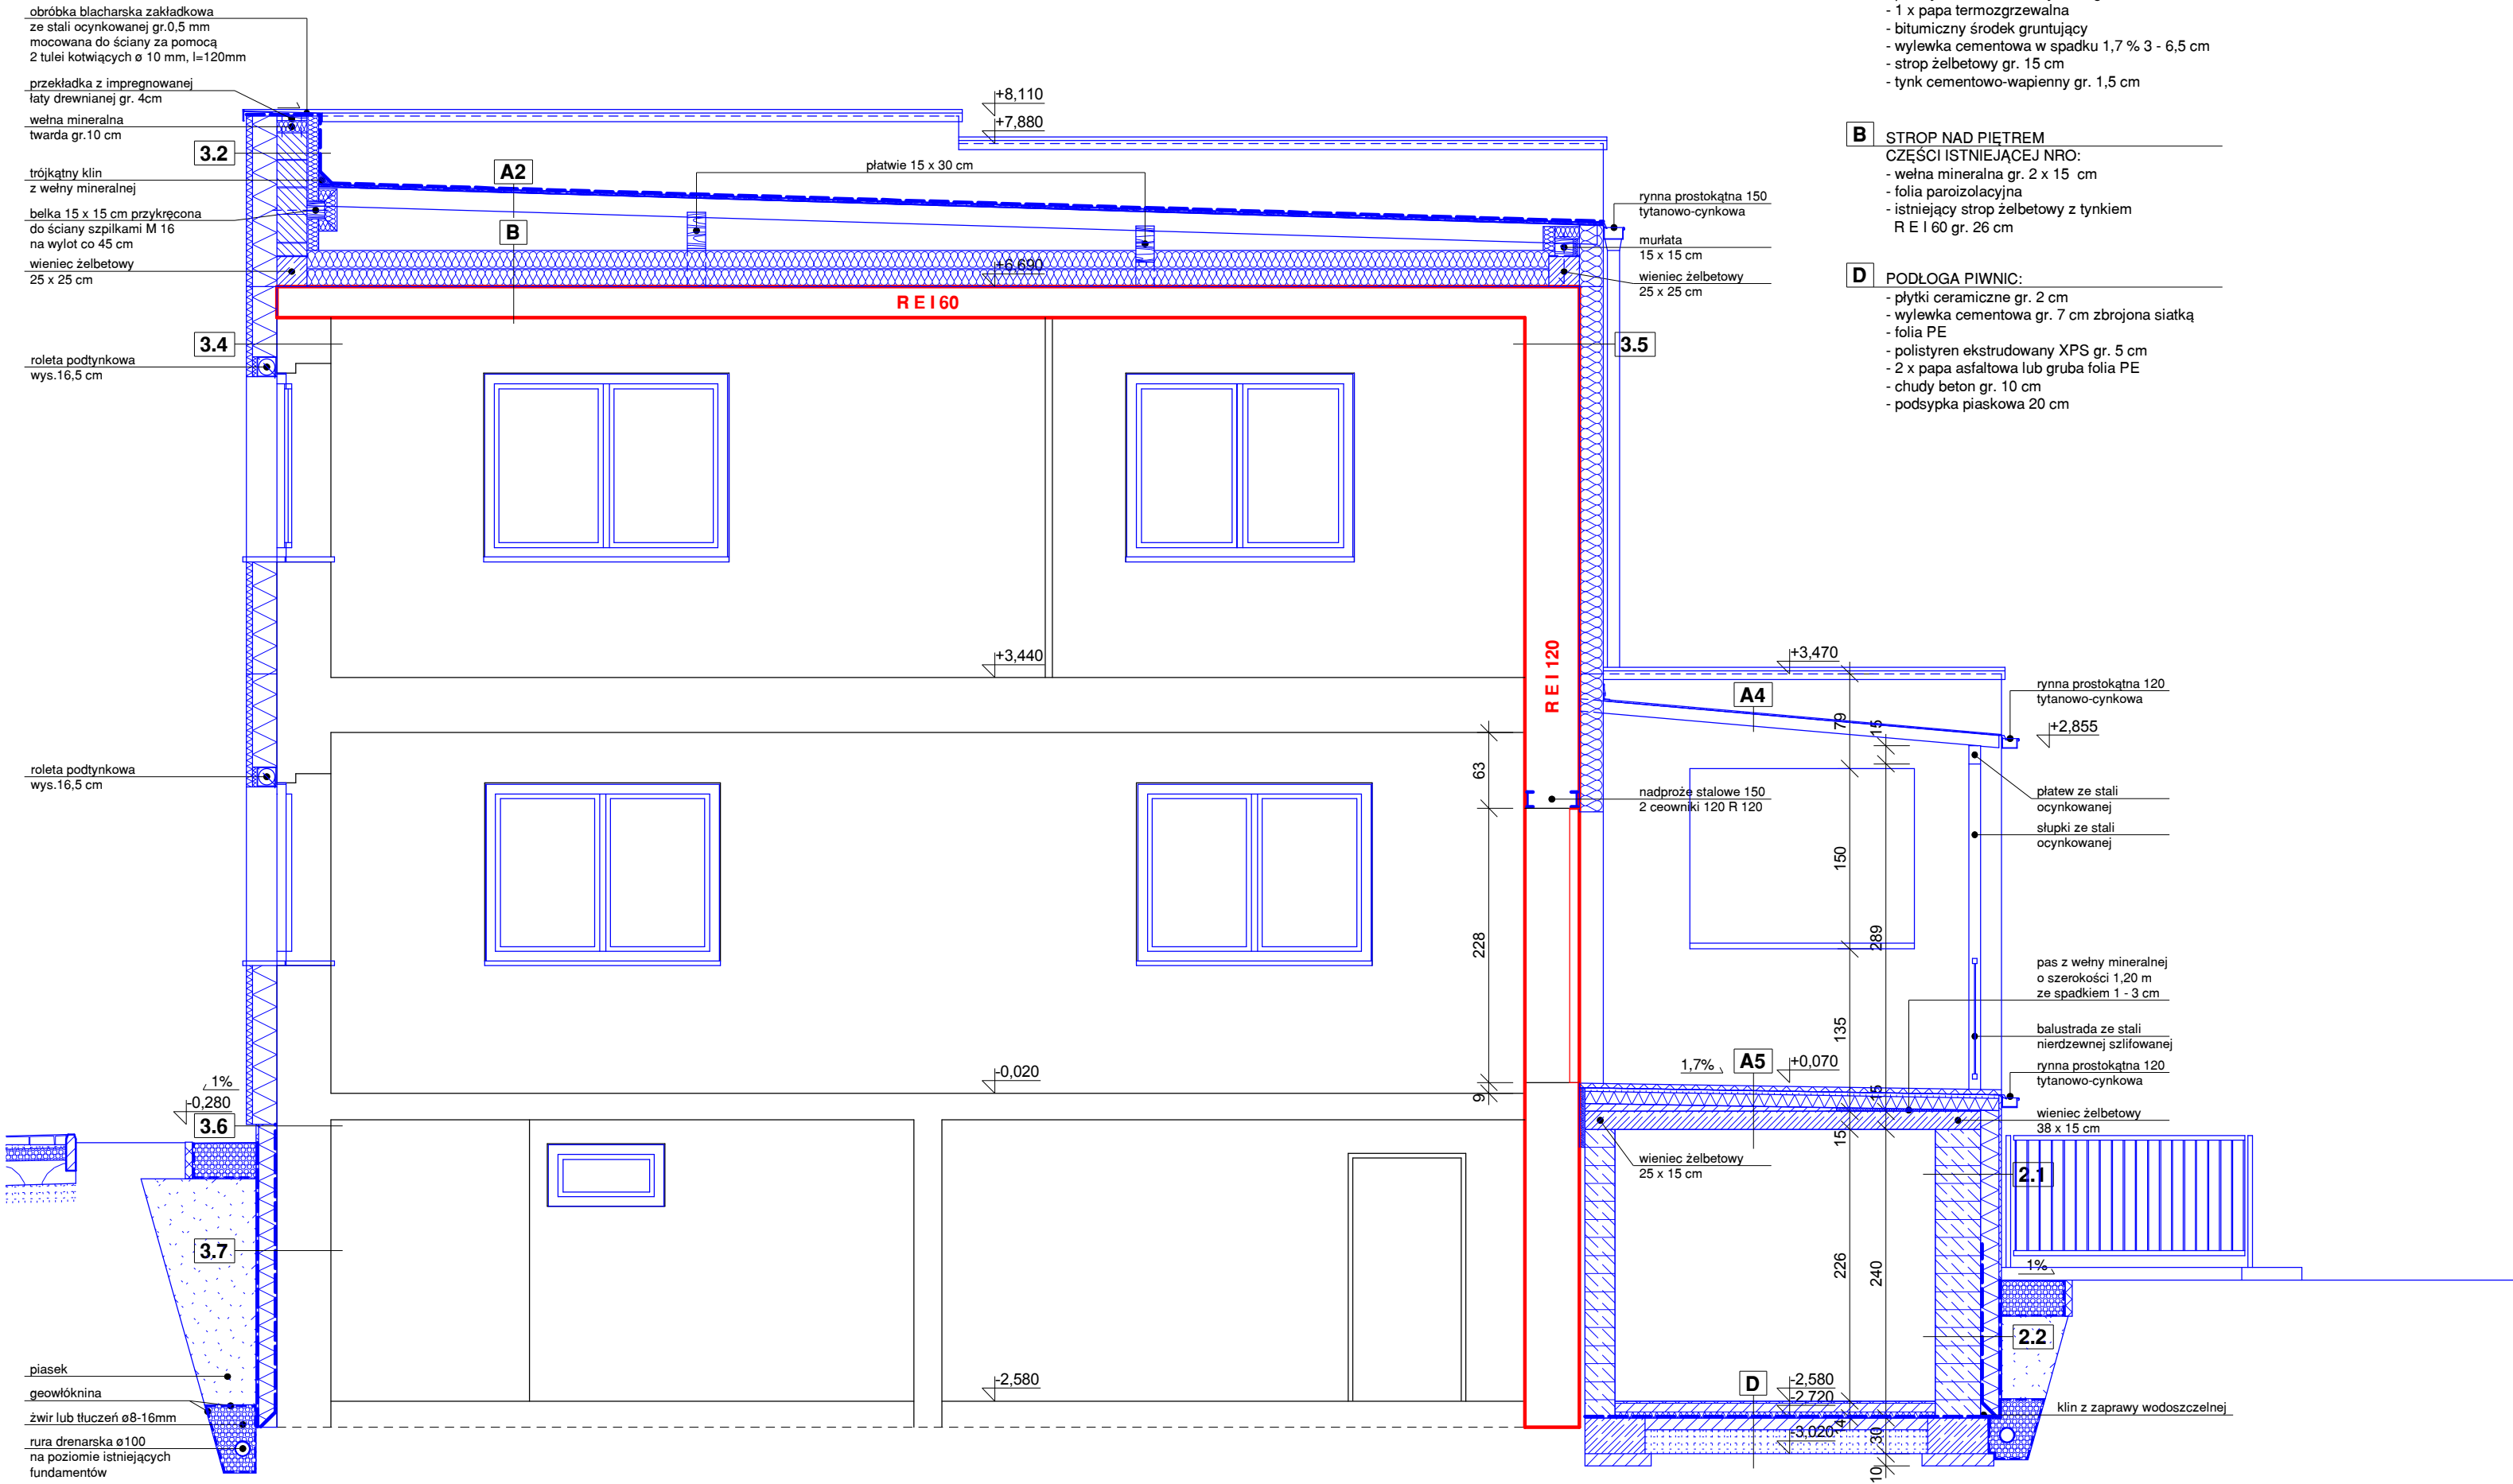 obróbka blacharska zakładkowa
ze stali ocynkowanej gr.0,5 mm
mocowana do ściany za pomocą
2 tulei kotwiących ø 10 mm, l=120mm
przekładka z impregnowanej
łaty drewnianej gr. 4cm
wełna mineralna
twarda gr.10 cm
3.2
trójkątny klin
z wełny mineralnej
belka 15 x 15 cm przykręcona
do ściany szpilkami M 16
na wylot co 45 cm
wieniec żelbetowy
25 x 25 cm
3.4
roleta podtynkowa
wys.16,5 cm
roleta podtynkowa
wys.16,5 cm
1%
-0,280
3.6
3.7
piasek
geowłóknina
żwir lub tłuczeń ø8-16mm
rura drenarska ø100
na poziomie istniejących
fundamentów
+8,110
+7,880
A2
płatwie 15 x 30 cm
B
+6,690
R E I 60
+3,440
-0,020
-2,580
63
228
9
R E I 120
rynna prostokątna 150
tytanowo-cynkowa
murłata
15 x 15 cm
wieniec żelbetowy
25 x 25 cm
3.5
+3,470
A4
79
15
rynna prostokątna 120
tytanowo-cynkowa
+2,855
nadproże stalowe 150
2 ceowniki 120 R 120
płatew ze stali
ocynkowanej
słupki ze stali
ocynkowanej
150
289
135
pas z wełny mineralnej
o szerokości 1,20 m
ze spadkiem 1 - 3 cm
balustrada ze stali
nierdzewnej szlifowanej
1,7%
A5
+0,070
rynna prostokątna 120
tytanowo-cynkowa
15
wieniec żelbetowy
38 x 15 cm
15
wieniec żelbetowy
25 x 15 cm
2.1
226
240
1%
2.2
D
-2,580
-2,720
klin z zaprawy wodoszczelnej
14
-3,020
30
10
- 1 x papa termozgrzewalna
- bitumiczny środek gruntujący
- wylewka cementowa w spadku 1,7 % 3 - 6,5 cm
- strop żelbetowy gr. 15 cm
- tynk cementowo-wapienny gr. 1,5 cm
B STROP NAD PIĘTREM
CZĘŚCI ISTNIEJĄCEJ NRO:
- wełna mineralna gr. 2 x 15 cm
- folia paroizolacyjna
- istniejący strop żelbetowy z tynkiem
R E I 60 gr. 26 cm
D PODŁOGA PIWNIC:
- płytki ceramiczne gr. 2 cm
- wylewka cementowa gr. 7 cm zbrojona siatką
- folia PE
- polistyren ekstrudowany XPS gr. 5 cm
- 2 x papa asfaltowa lub gruba folia PE
- chudy beton gr. 10 cm
- podsypka piaskowa 20 cm